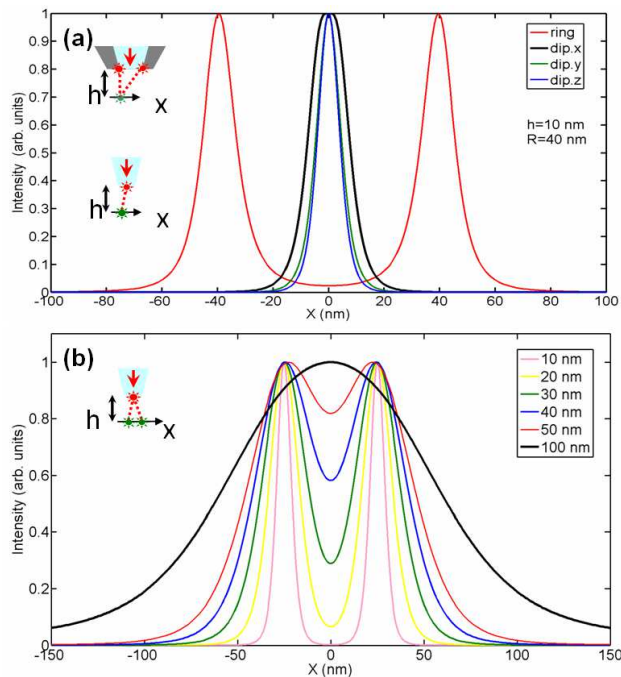 (a)
h
X
h
X
ring
dip.x
dip.y
dip.z
h=10 nm
R=40 nm
Intensity (arb. units)
1
0.9
0.8
0.7
0.6
0.5
0.4
0.3
0.2
0.1
0
-100 -80 -60 -40 -20 0 20 40 60 80 100
X (nm)
(b)
h
X
10 nm
20 nm
30 nm
40 nm
50 nm
100 nm
Intensity (arb. units)
1
0.8
0.6
0.4
0.2
0
-150 -100 -50 0 50 100 150
X (nm)